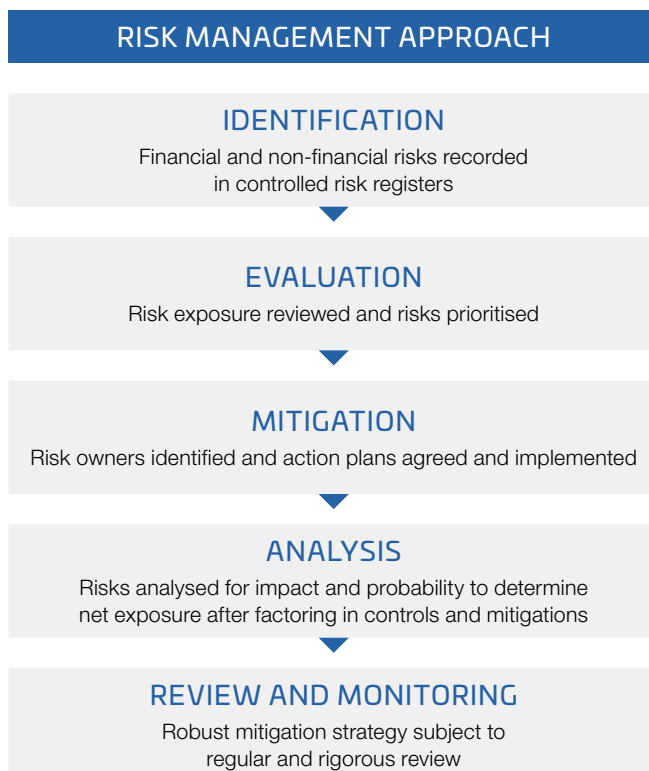 RISK MANAGEMENT APPROACH
IDENTIFICATION
Financial and non-financial risks recorded
in controlled risk registers
EVALUATION
Risk exposure reviewed and risks prioritised
MITIGATION
Risk owners identified and action plans agreed and implemented
ANALYSIS
Risks analysed for impact and probability to determine
net exposure after factoring in controls and mitigations
REVIEW AND MONITORING
Robust mitigation strategy subject to
regular and rigorous review